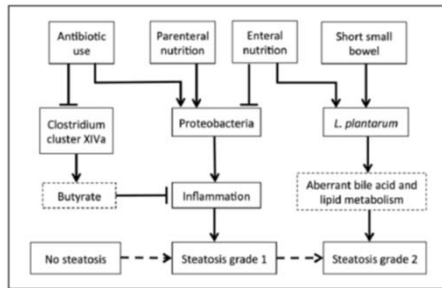 Antibiotic
use
Parenteral
nutrition
Enteral
nutrition
Short small
bowel
Clostridium
cluster XIVa
Proteobacteria
L. plantarum
Butyrate
Inflammation
Aberrant bile acid and
lipid metabolism
No steatosis
Steatosis grade 1
Steatosis grade 2